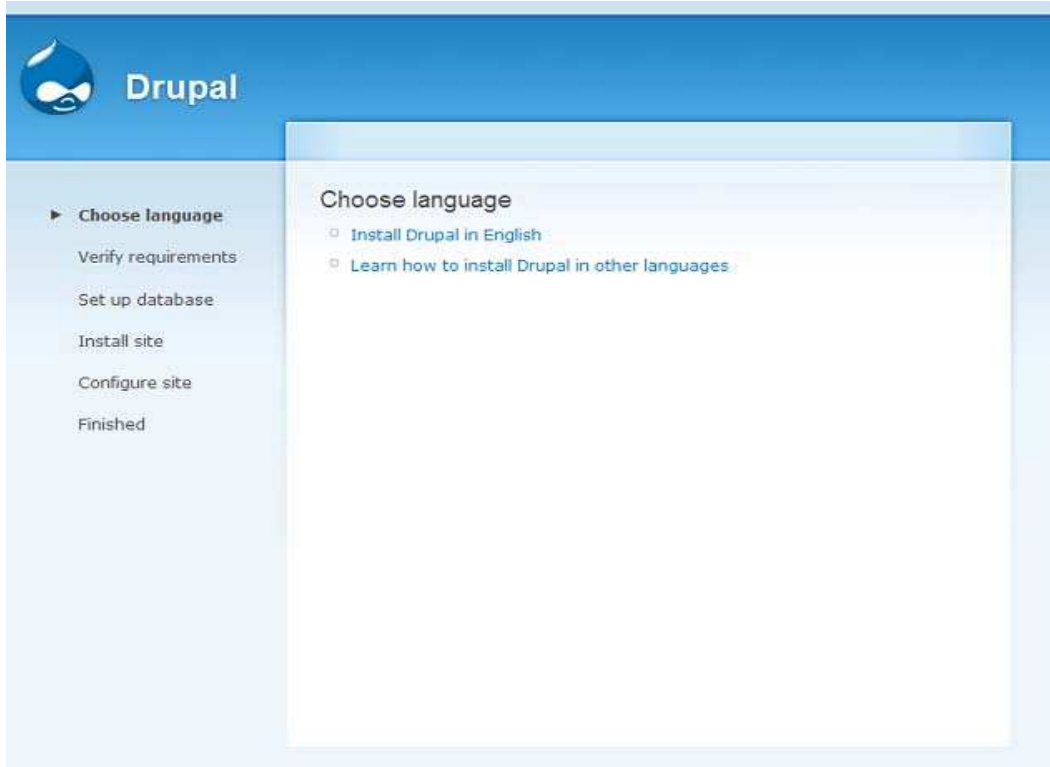 Drupal
Choose language
Verify requirements
Set up database
Install site
Configure site
Finished
Choose language
Install Drupal in English
Learn how to install Drupal in other languages